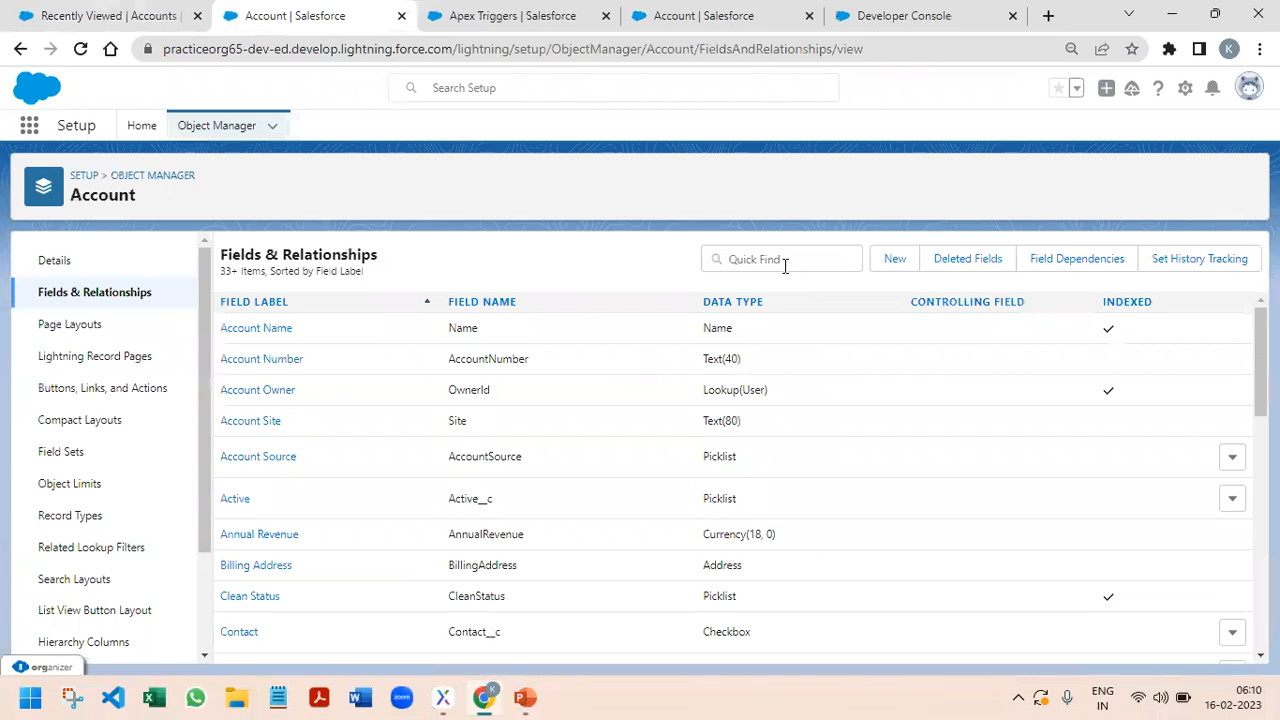 Recently Viewed | Accounts
Account | Salesforce
Apex Triggers | Salesforce
Account | Salesforce
Developer Console
practiceorg65-dev-ed.develop.lightning.force.com/lightning/setup/ObjectManager/Account/FieldsAndRelationships/view
K
Search Setup
Setup
Home
Object Manager
SETUP > OBJECT MANAGER
Account
Details
Fields & Relationships
Page Layouts
Lightning Record Pages
Buttons, Links, and Actions
Compact Layouts
Field Sets
Object Limits
Record Types
Related Lookup Filters
Search Layouts
List View Button Layout
Hierarchy Columns
Fields & Relationships
33+ Items, Sorted by Field Label
Quick Find
New
Deleted Fields
Field Dependencies
Set History Tracking
FIELD LABEL FIELD NAME DATA TYPE CONTROLLING FIELD INDEXED
Account Name Name Name
Account Number AccountNumber Text(40)
Account Owner OwnerId Lookup(User)
Account Site Site Text(80)
Account Source AccountSource Picklist
Active Active__c Picklist
Annual Revenue AnnualRevenue Currency(18, 0)
Billing Address BillingAddress Address
Clean Status CleanStatus Picklist
Contact Contact__c Checkbox
organizer
zoom
K
ENG
IN
06:10
16-02-2023